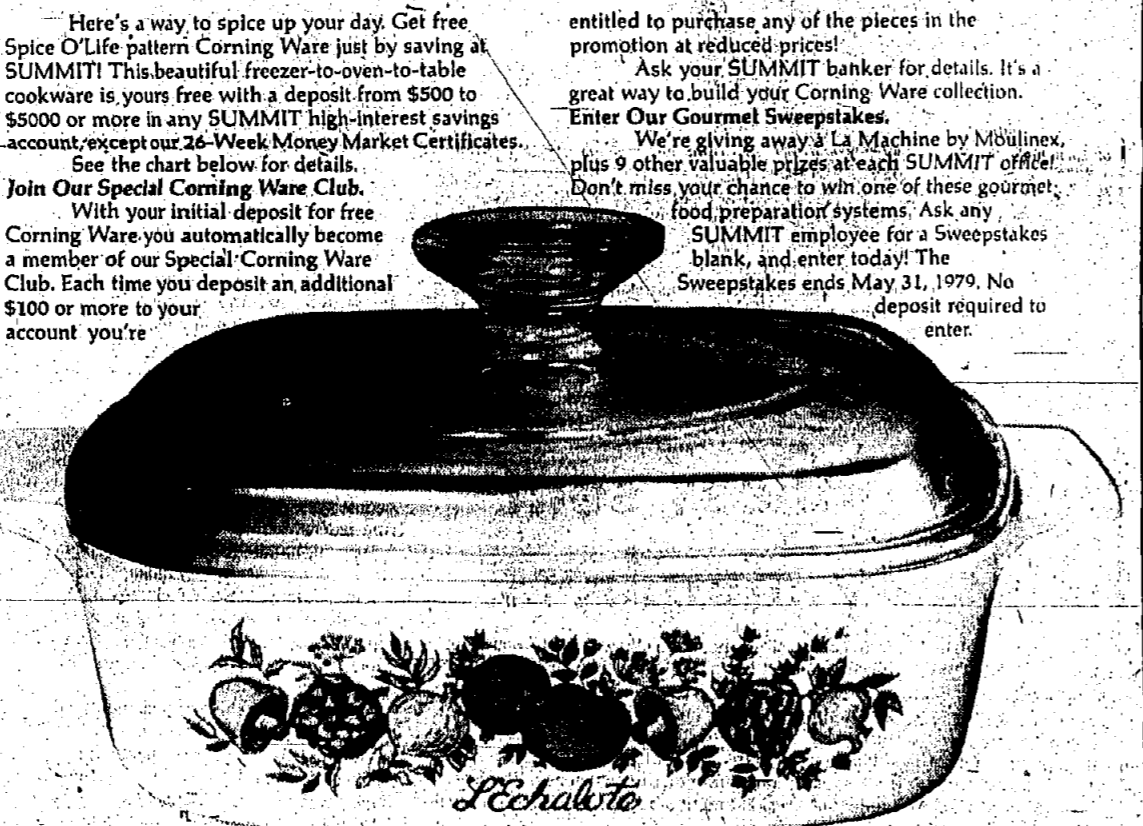 Here's a way to spice up your day. Get free
Spice O'Life pattern Corning Ware just by saving at
SUMMIT! This beautiful freezer-to-oven-to-table
cookware is yours free with a deposit from $500 to
$5000 or more in any SUMMIT high-interest savings
account, except our 26-Week Money Market Certificates.
See the chart below for details.
Join Our Special Corning Ware Club.
With your initial deposit for free
Corning Ware you automatically become
a member of our Special Corning Ware
Club. Each time you deposit an additional
$100 or more to your
account you're
entitled to purchase any of the pieces in the
promotion at reduced prices!
Ask your SUMMIT banker for details. It's a
great way to build your Corning Ware collection.
Enter Our Gourmet Sweepstakes.
We're giving away a La Machine by Moulinex,
plus 9 other valuable prizes at each SUMMIT office!
Don't miss your chance to win one of these gourmet
food preparation systems. Ask any
SUMMIT employee for a Sweepstakes
blank, and enter today! The
Sweepstakes ends May 31, 1979. No
deposit required to
enter.
L'Echalote